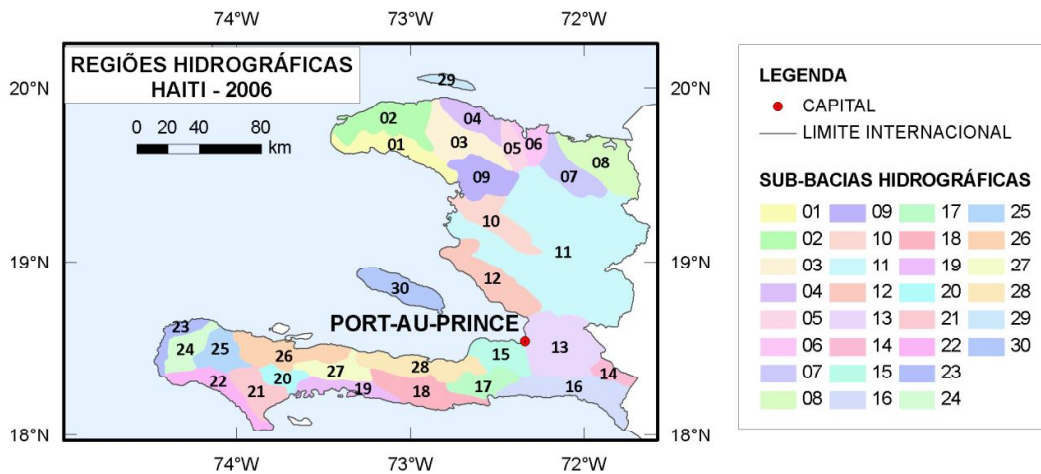 74°W 73°W 72°W
REGIÕES HIDROGRÁFICAS
HAITI - 2006
0 20 40 80
km
20°N
19°N
18°N
20°N
19°N
18°N
29
02
04
01
03
05
06
08
09
07
10
11
12
30
PORT-AU-PRINCE
23
24
25
26
15
13
28
27
20
22
21
19
18
17
16
14
74°W 73°W 72°W
LEGENDA
CAPITAL
LIMITE INTERNACIONAL
SUB-BACIAS HIDROGRÁFICAS
01 09 17 25
02 10 18 26
03 11 19 27
04 12 20 28
05 13 21 29
06 14 22 30
07 15 23
08 16 24